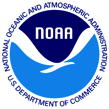 NATIONAL OCEANIC AND ATMOSPHERIC ADMINISTRATION
NOAA
U.S. DEPARTMENT OF COMMERCE